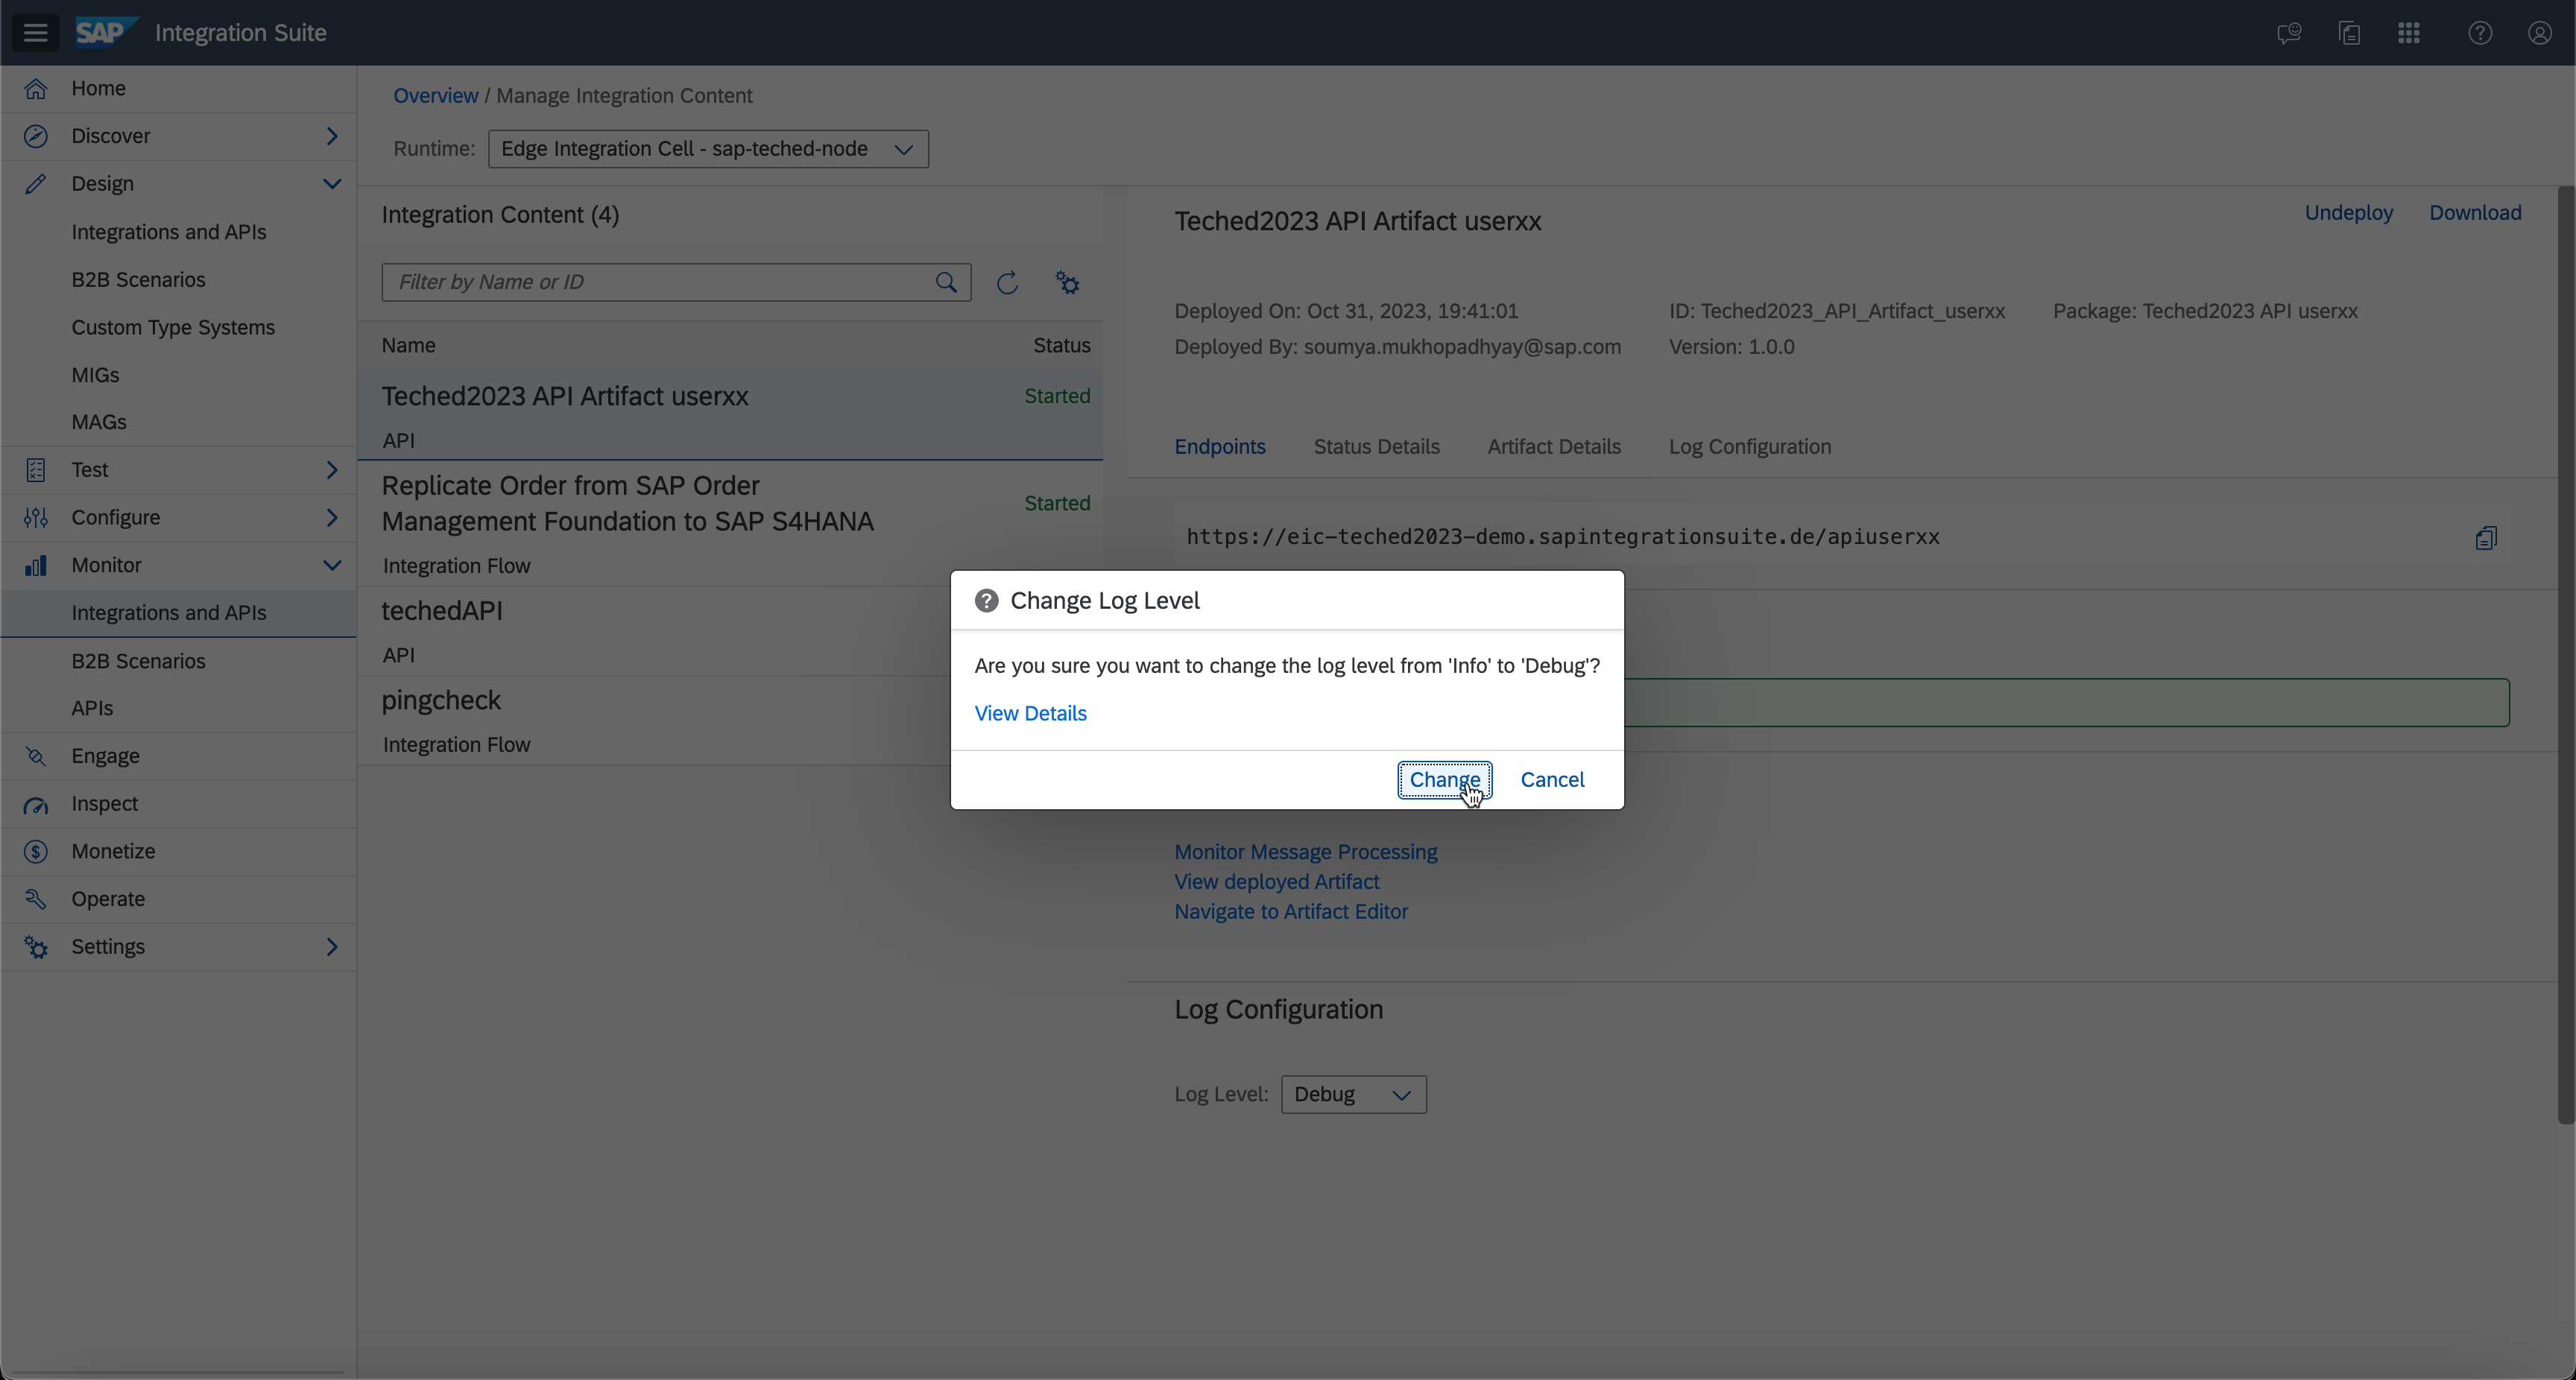 SAP Integration Suite
Home
Discover
Design
Integrations and APIs
B2B Scenarios
Custom Type Systems
MIGs
MAGs
Test
Configure
Monitor
Integrations and APIs
B2B Scenarios
APIs
Engage
Inspect
Monetize
Operate
Settings
Overview / Manage Integration Content
Runtime: Edge Integration Cell - sap-teched-node
Integration Content (4)
Filter by Name or ID
Name Status
Teched2023 API Artifact userxx Started
API
Replicate Order from SAP Order
Management Foundation to SAP S4HANA Started
Integration Flow
techedAPI
API
pingcheck
Integration Flow
Teched2023 API Artifact userxx Undeploy Download
Deployed On: Oct 31, 2023, 19:41:01 ID: Teched2023_API_Artifact_userxx Package: Teched2023 API userxx
Deployed By: soumya.mukhopadhyay@sap.com Version: 1.0.0
Endpoints Status Details Artifact Details Log Configuration
https://eic-teched2023-demo.sapintegrationsuite.de/apiuserxx
Change Log Level
Are you sure you want to change the log level from 'Info' to 'Debug'?
View Details
Change Cancel
Monitor Message Processing
View deployed Artifact
Navigate to Artifact Editor
Log Configuration
Log Level: Debug